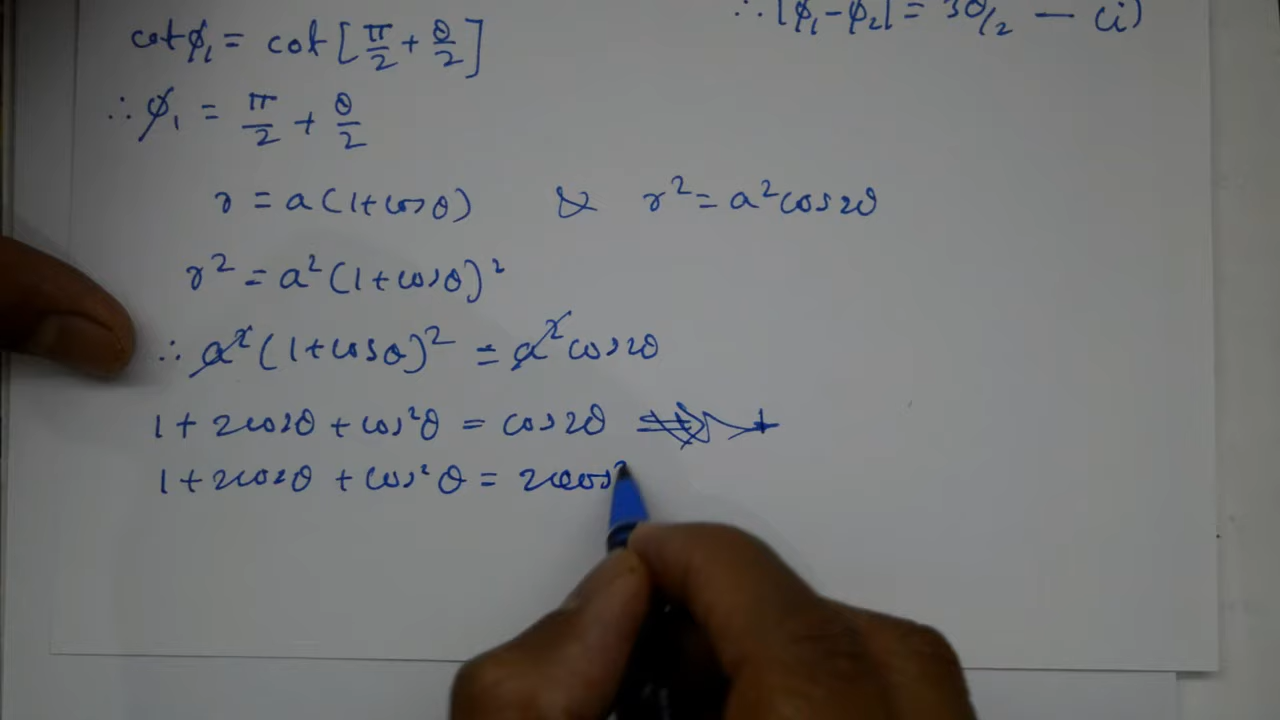 cot φ₁ = cot [π/2 + θ/2]
∴ |φ₁ - φ₂| = 3θ/2 — (i)
∴ φ₁ = π/2 + θ/2
r = a(1+cosθ) & r² = a²cos2θ
r² = a²(1+cosθ)²
∴ a²(1+cosθ)² = a²cos2θ
1 + 2cosθ + cos²θ = cos2θ
1 + 2cosθ + cos²θ = 2cos²